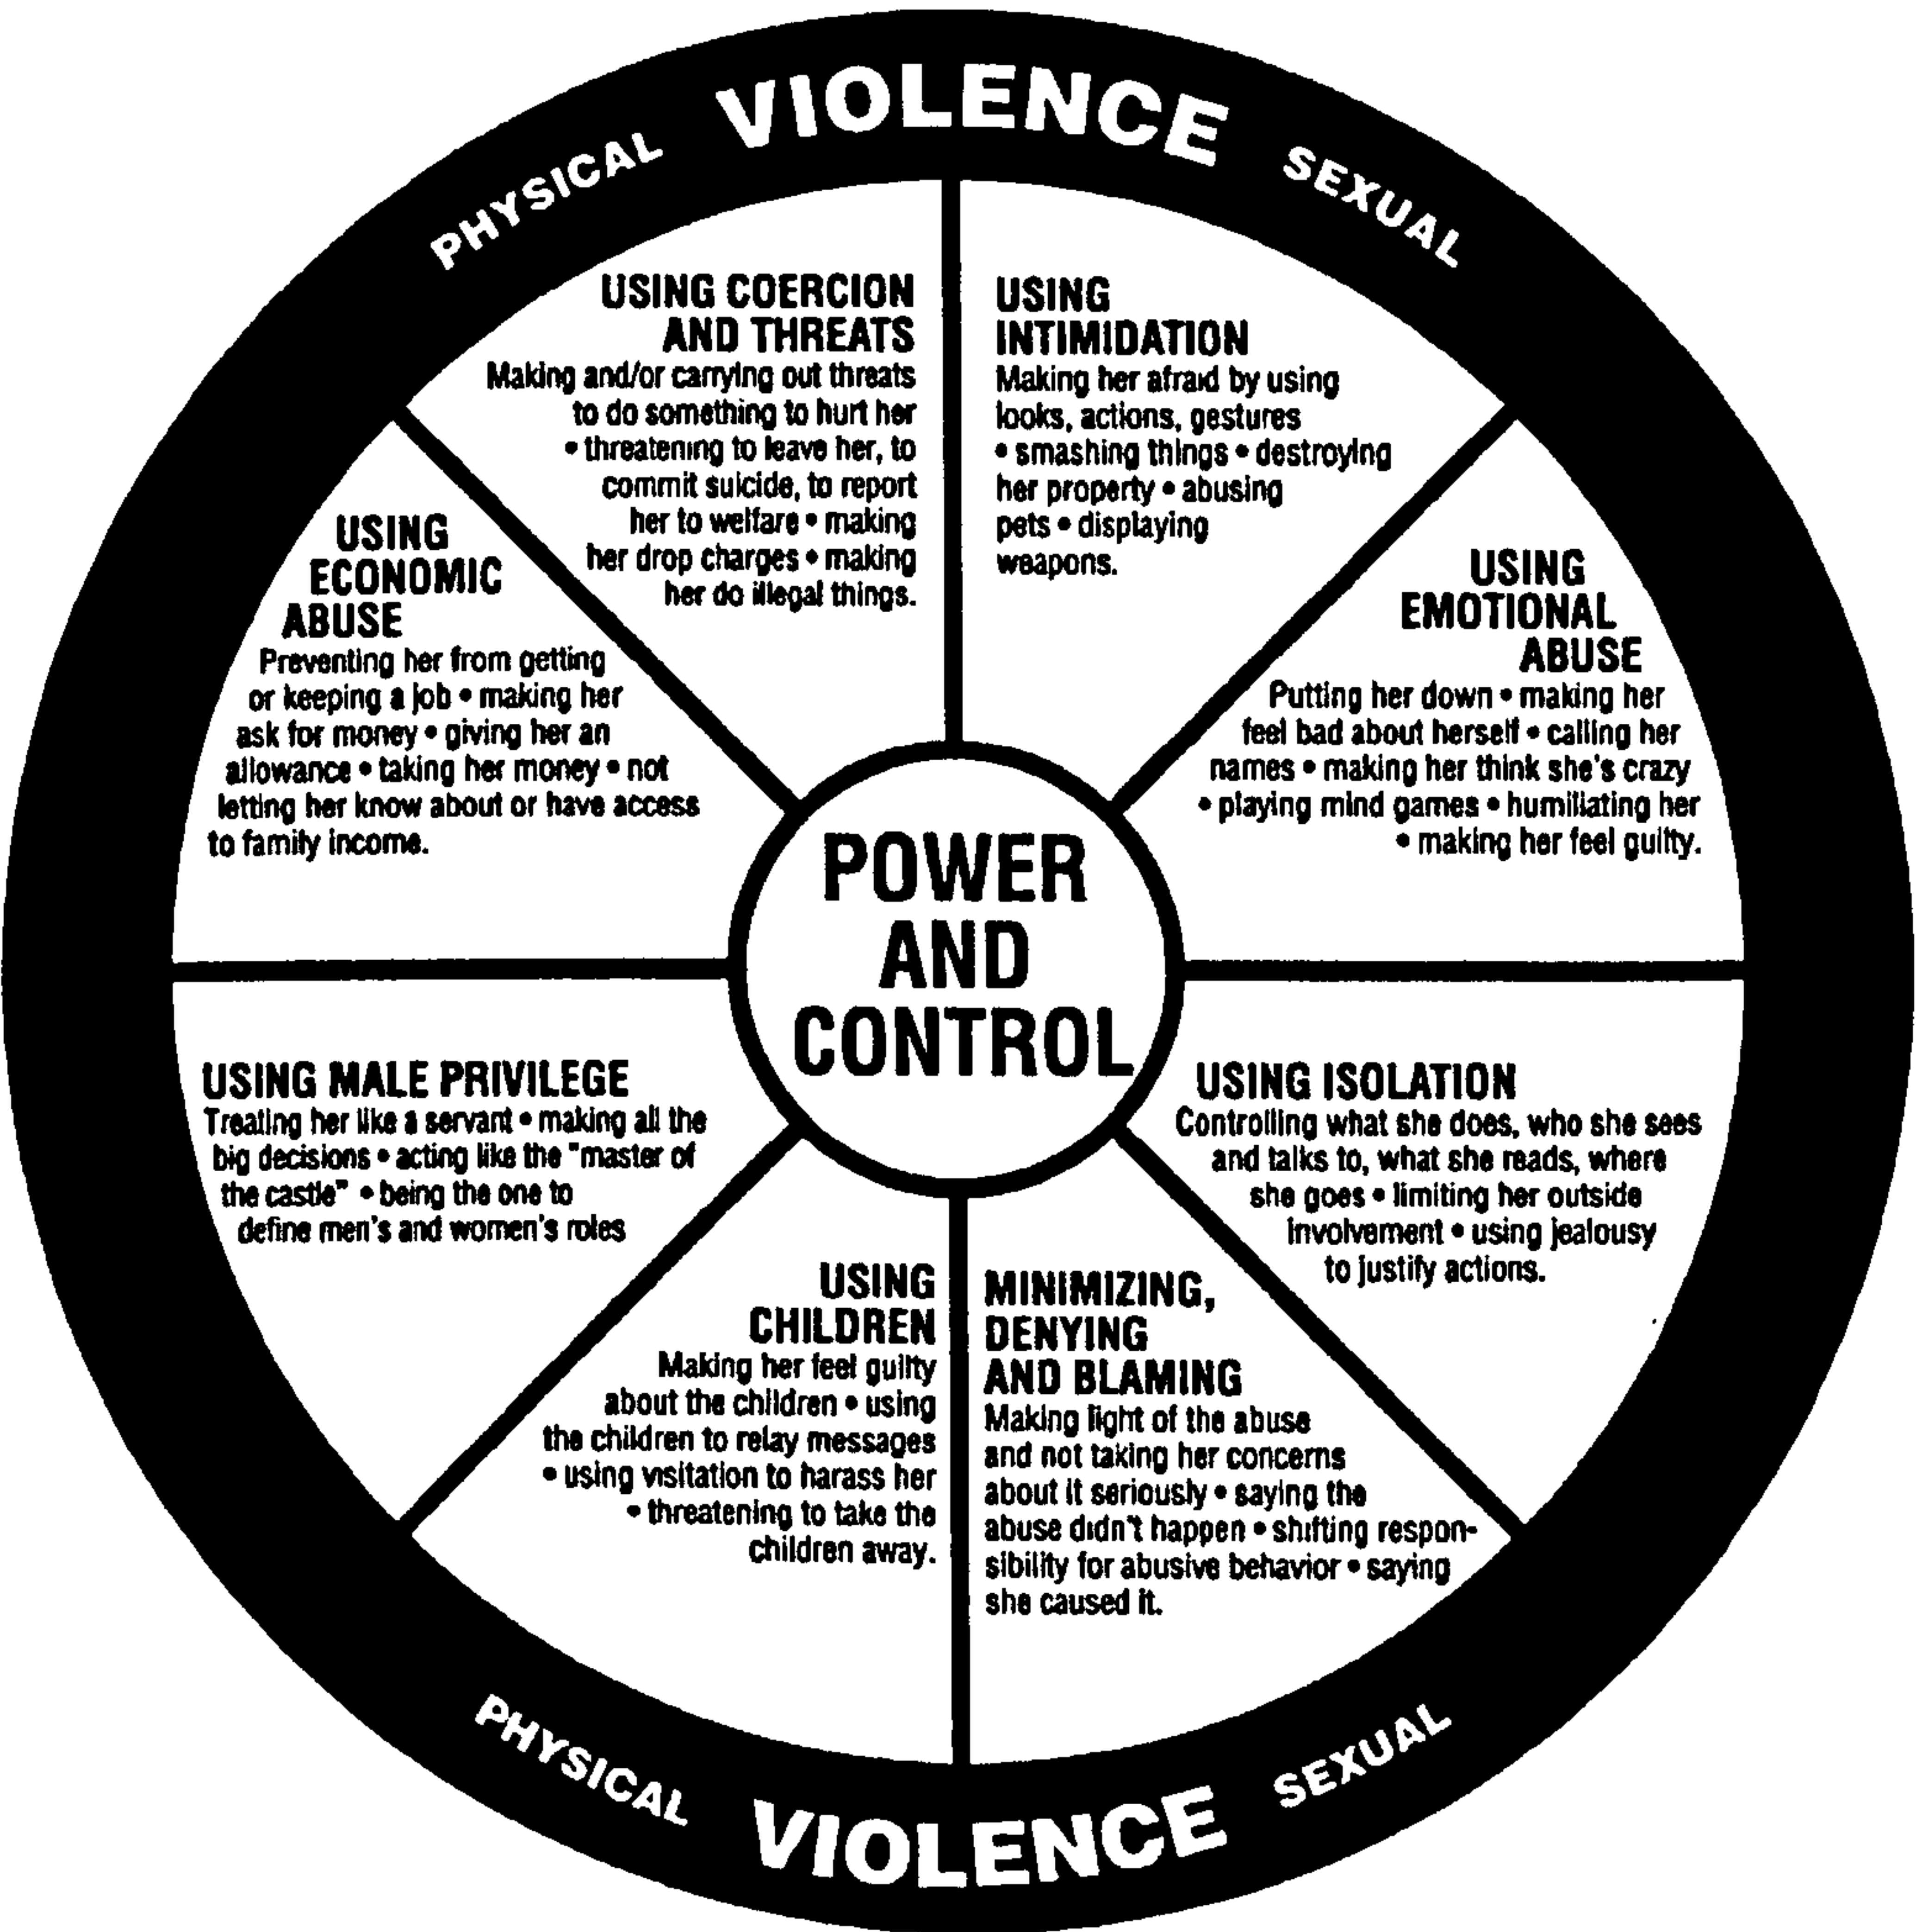 PHYSICAL VIOLENCE SEXUAL
USING COERCION
AND THREATS
Making and/or carrying out threats
to do something to hurt her
• threatening to leave her, to
commit suicide, to report
her to welfare • making
her drop charges • making
her do illegal things.
USING
INTIMIDATION
Making her afraid by using
looks, actions, gestures
• smashing things • destroying
her property • abusing
pets • displaying
weapons.
USING
EMOTIONAL
ABUSE
Putting her down • making her
feel bad about herself • calling her
names • making her think she's crazy
• playing mind games • humiliating her
• making her feel guilty.
USING ISOLATION
Controlling what she does, who she sees
and talks to, what she reads, where
she goes • limiting her outside
involvement • using jealousy
to justify actions.
MINIMIZING,
DENYING
AND BLAMING
Making light of the abuse
and not taking her concerns
about it seriously • saying the
abuse didn't happen • shifting respon-
sibility for abusive behavior • saying
she caused it.
USING
CHILDREN
Making her feel guilty
about the children • using
the children to relay messages
• using visitation to harass her
• threatening to take the
children away.
USING MALE PRIVILEGE
Treating her like a servant • making all the
big decisions • acting like the "master of
the castle" • being the one to
define men's and women's roles
USING
ECONOMIC
ABUSE
Preventing her from getting
or keeping a job • making her
ask for money • giving her an
allowance • taking her money • not
letting her know about or have access
to family income.
POWER
AND
CONTROL
PHYSICAL VIOLENCE SEXUAL